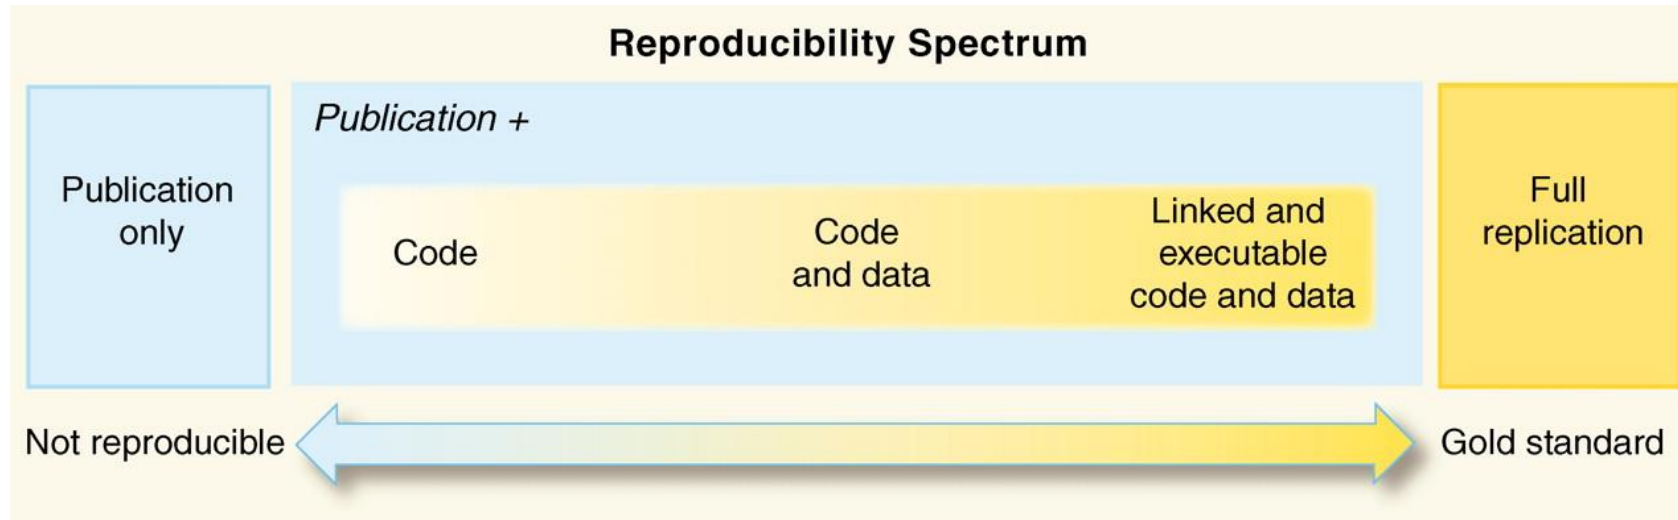 Reproducibility Spectrum
Publication
only
Publication +
Code
Code
and data
Linked and
executable
code and data
Full
replication
Not reproducible
Gold standard